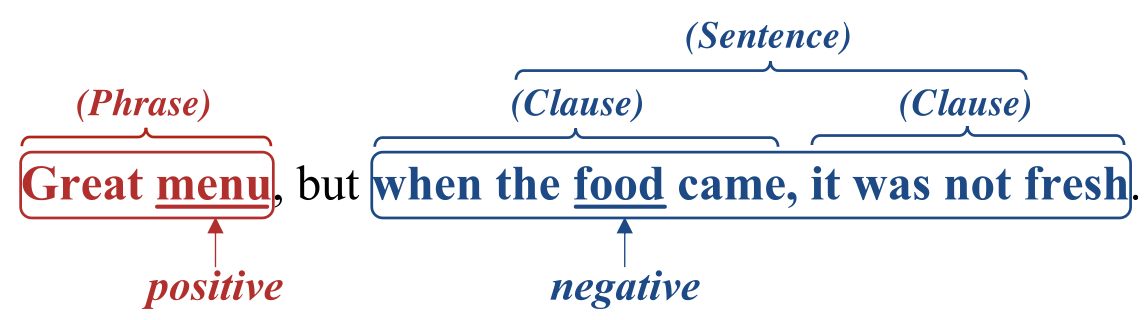 (Sentence)
(Phrase) (Clause) (Clause)
Great menu, but when the food came, it was not fresh.
positive negative